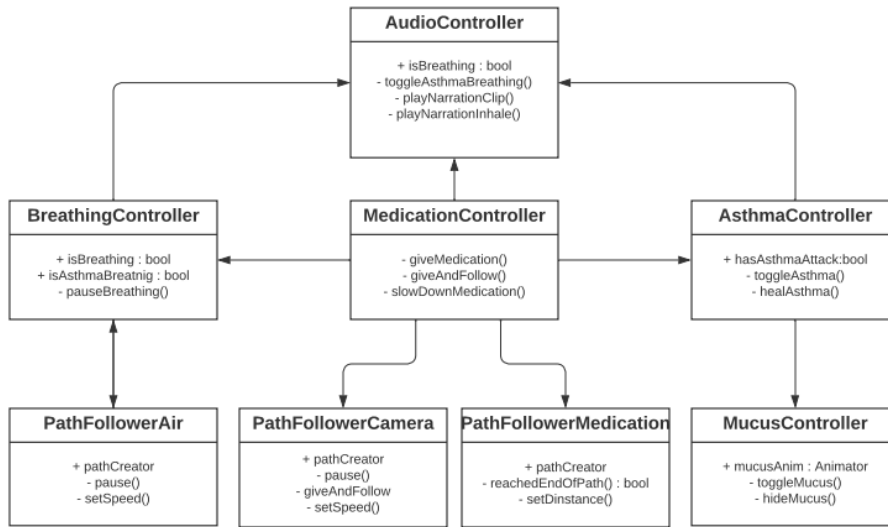 AudioController
+ isBreathing : bool
- toggleAsthmaBreathing()
- playNarrationClip()
- playNarrationInhale()
BreathingController
+ isBreathing : bool
+ isAsthmaBreatnig : bool
- pauseBreathing()
MedicationController
- giveMedication()
- giveAndFollow()
- slowDownMedication()
AsthmaController
+ hasAsthmaAttack:bool
- toggleAsthma()
- healAsthma()
PathFollowerAir
+ pathCreator
- pause()
- setSpeed()
PathFollowerCamera
+ pathCreator
- pause()
- giveAndFollow
- setSpeed()
PathFollowerMedication
+ pathCreator
- reachedEndOfPath() : bool
- setDinstance()
MucusController
+ mucusAnim : Animator
- toggleMucus()
- hideMucus()